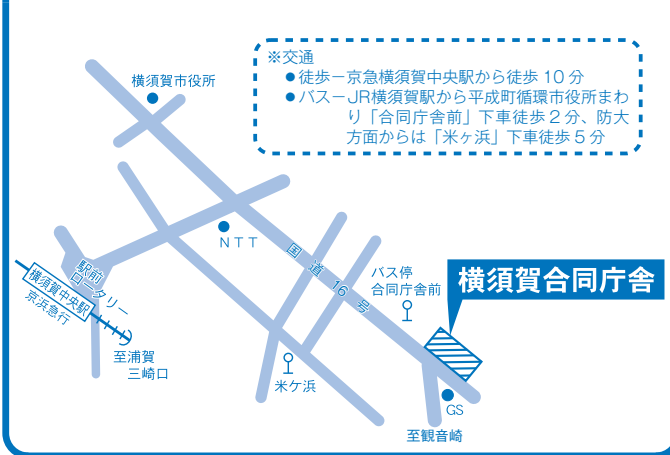 ※交通
●徒歩－京急横須賀中央駅から徒歩10分
●バス－JR横須賀駅から平成町循環市役所まわ
り「合同庁舎前」下車徒歩2分、防大
方面からは「米ヶ浜」下車徒歩5分
横須賀市役所
NTT
国道16号
バス停
合同庁舎前
横須賀合同庁舎
駅前
ロータリー
横須賀中央駅
京浜急行
至浦賀
三崎口
米ケ浜
GS
至観音崎